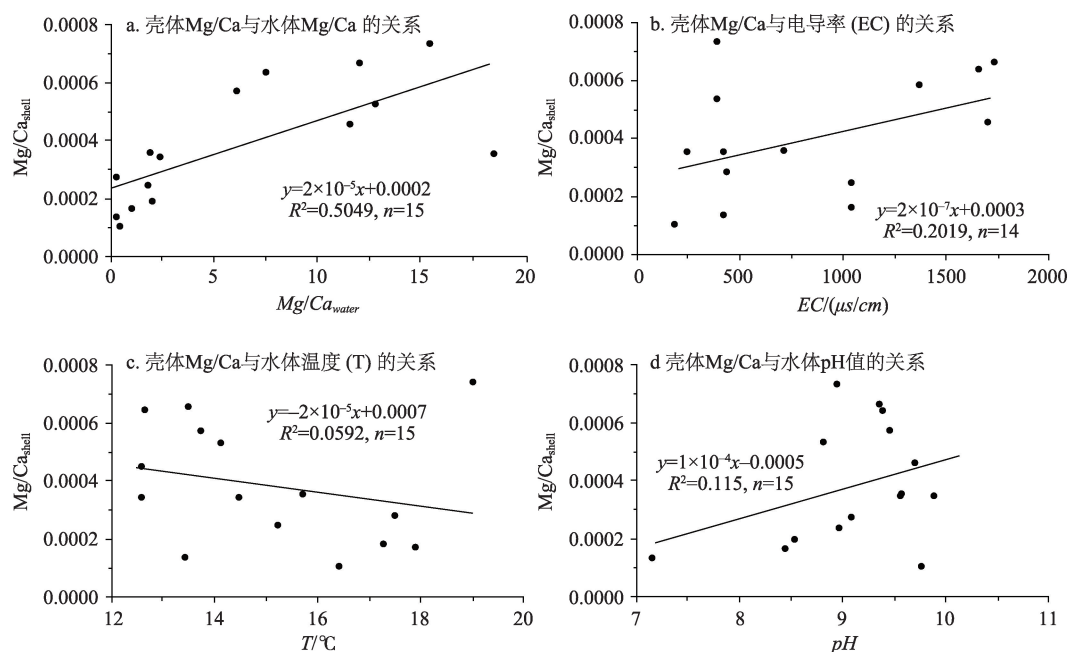 a. 壳体Mg/Ca与水体Mg/Ca 的关系
0.0008
0.0006
0.0004
0.0002
0.0000
Mg/Cashell
y=2×10⁻⁵x+0.0002
R²=0.5049, n=15
0 5 10 15 20
Mg/Cawater
b. 壳体Mg/Ca与电导率 (EC) 的关系
0.0008
0.0006
0.0004
0.0002
0.0000
Mg/Cashell
y=2×10⁻⁷x+0.0003
R²=0.2019, n=14
0 500 1000 1500 2000
EC/(μs/cm)
c. 壳体Mg/Ca与水体温度 (T) 的关系
0.0008
0.0006
0.0004
0.0002
0.0000
Mg/Cashell
y=–2×10⁻⁵x+0.0007
R²=0.0592, n=15
12 14 16 18 20
T/℃
d 壳体Mg/Ca与水体pH值的关系
0.0008
0.0006
0.0004
0.0002
0.0000
Mg/Cashell
y=1×10⁻⁴x–0.0005
R²=0.115, n=15
7 8 9 10 11
pH